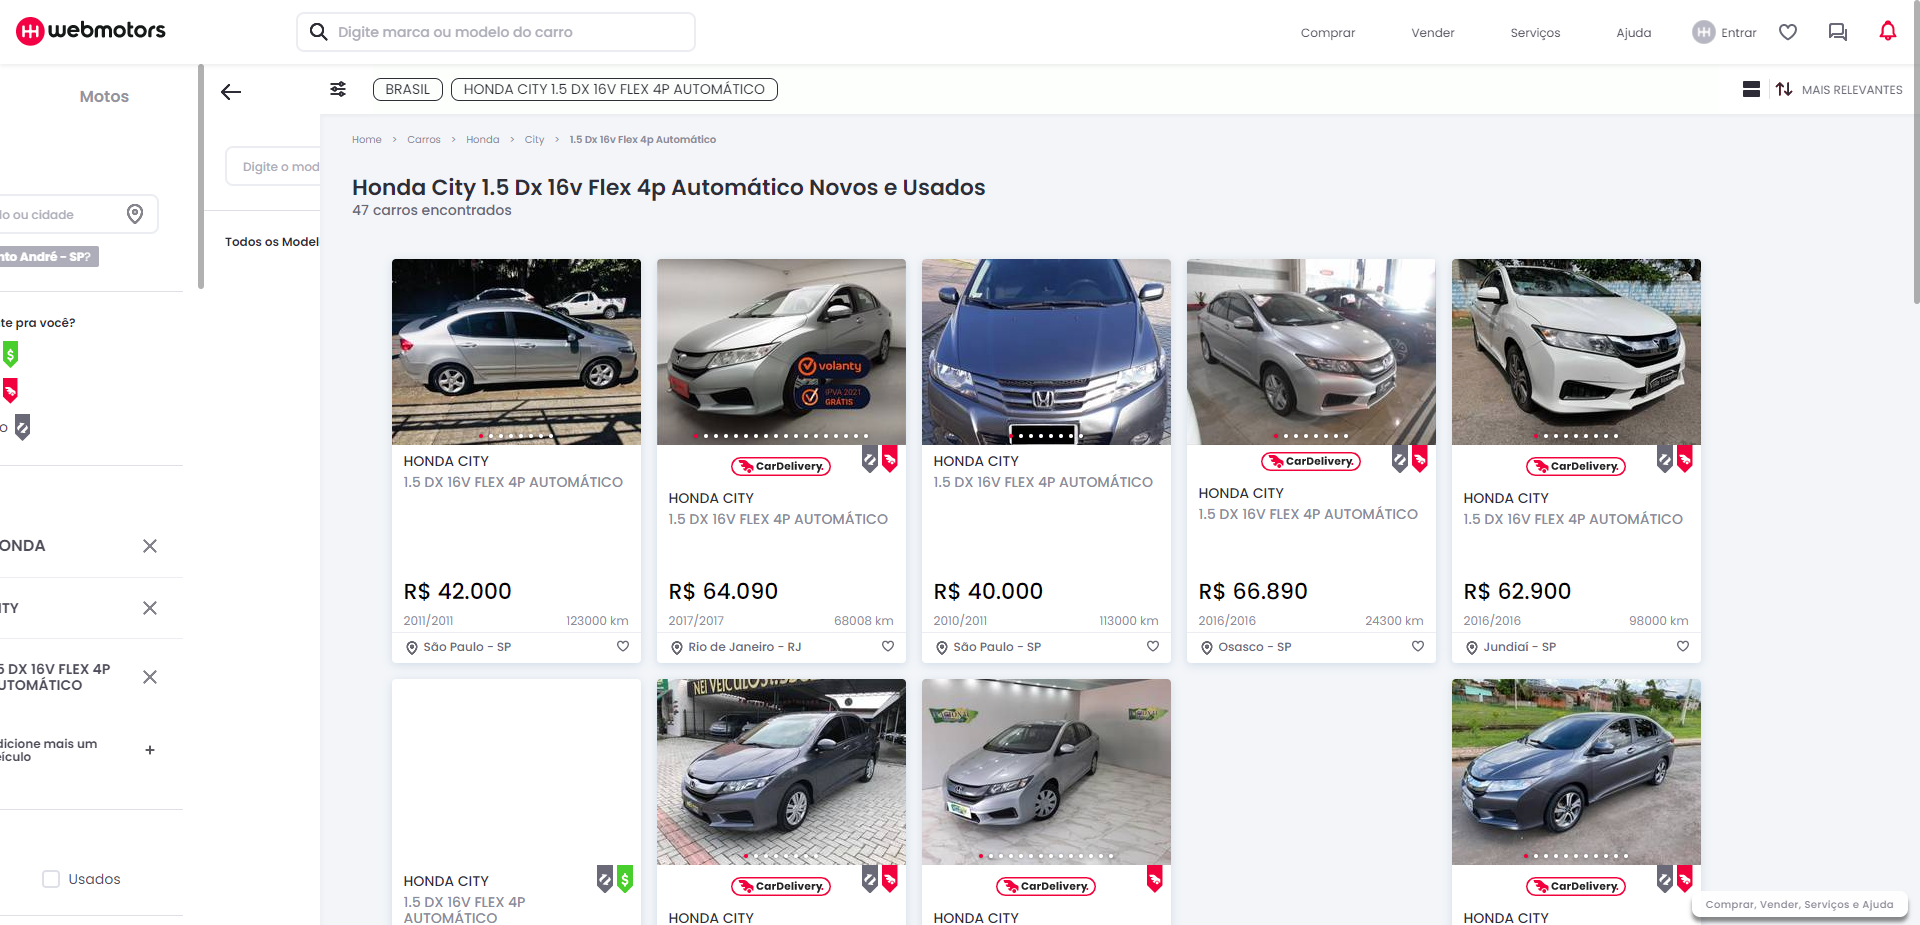 webmotors
Digite marca ou modelo do carro
Comprar
Vender
Serviços
Ajuda
Entrar
Motos
BRASIL
HONDA CITY 1.5 DX 16V FLEX 4P AUTOMÁTICO
MAIS RELEVANTES
Home > Carros > Honda > City > 1.5 Dx 16v Flex 4p Automático
Digite o mod
Honda City 1.5 Dx 16v Flex 4p Automático Novos e Usados
47 carros encontrados
lo ou cidade
Todos os Model
nto André - SP?
te pra você?
o
ONDA
ITY
5 DX 16V FLEX 4P
UTOMÁTICO
dicione mais um
eículo
Usados
HONDA CITY
1.5 DX 16V FLEX 4P AUTOMÁTICO
R$ 42.000
2011/2011
123000 km
São Paulo - SP
volanty
IPVA 2021
GRÁTIS
CarDelivery.
HONDA CITY
1.5 DX 16V FLEX 4P AUTOMÁTICO
R$ 64.090
2017/2017
68008 km
Rio de Janeiro - RJ
HONDA CITY
1.5 DX 16V FLEX 4P AUTOMÁTICO
R$ 40.000
2010/2011
113000 km
São Paulo - SP
CarDelivery.
HONDA CITY
1.5 DX 16V FLEX 4P AUTOMÁTICO
R$ 66.890
2016/2016
24300 km
Osasco - SP
CarDelivery.
HONDA CITY
1.5 DX 16V FLEX 4P AUTOMÁTICO
R$ 62.900
2016/2016
98000 km
Jundiaí - SP
HONDA CITY
1.5 DX 16V FLEX 4P
AUTOMÁTICO
CarDelivery.
HONDA CITY
CarDelivery.
HONDA CITY
CarDelivery.
HONDA CITY
Comprar, Vender, Serviços e Ajuda